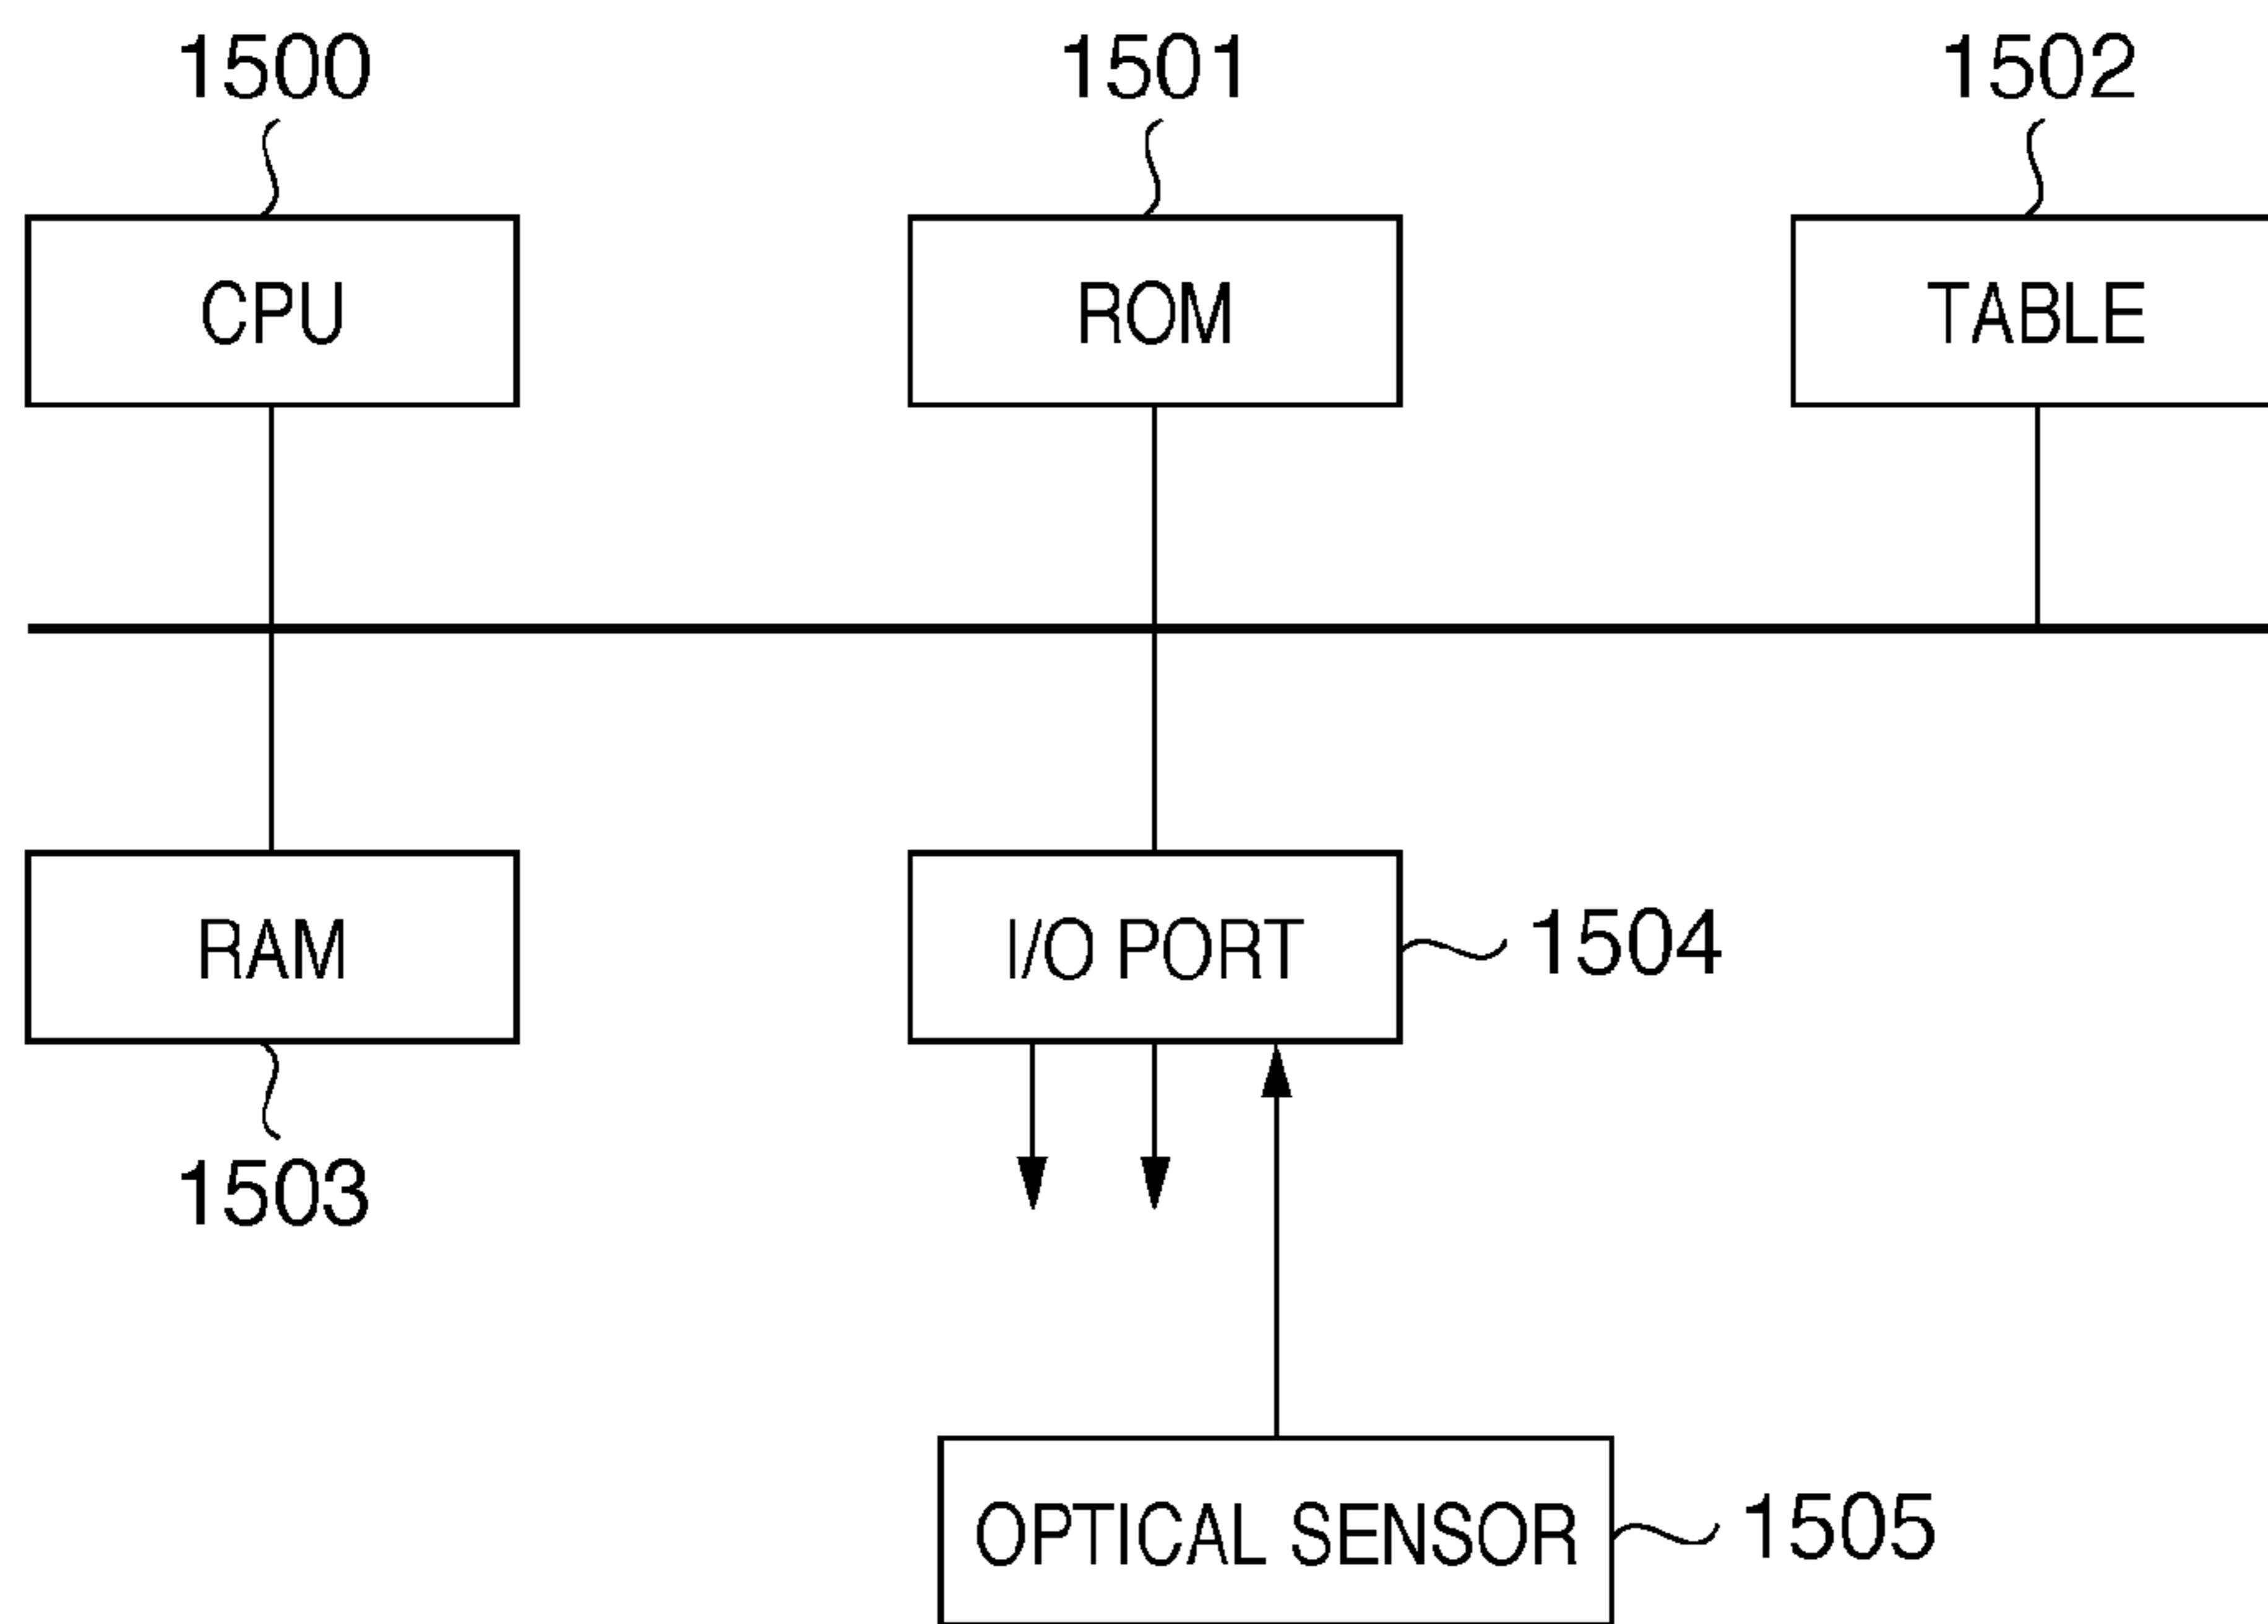 1500
1501
1502
CPU
ROM
TABLE
RAM
I/O PORT
1504
1503
OPTICAL SENSOR
1505